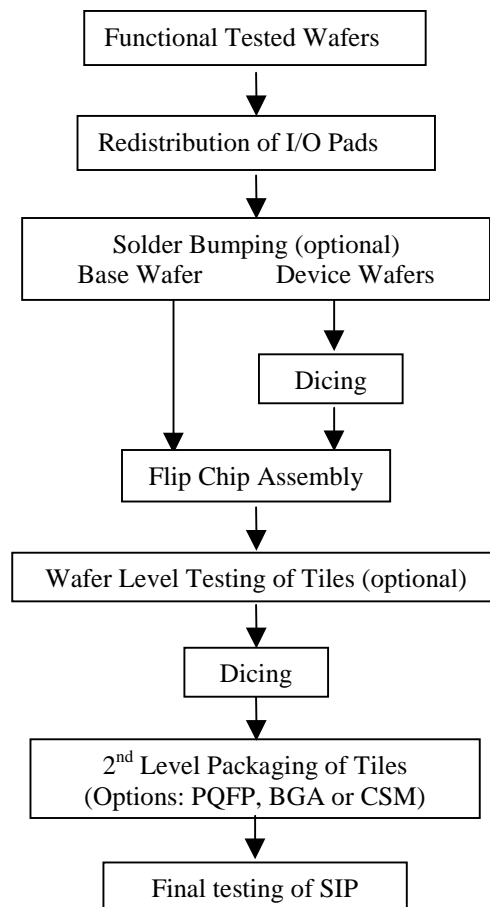 Functional Tested Wafers
Redistribution of I/O Pads
Solder Bumping (optional)
Base Wafer Device Wafers
Dicing
Flip Chip Assembly
Wafer Level Testing of Tiles (optional)
Dicing
2nd Level Packaging of Tiles
(Options: PQFP, BGA or CSM)
Final testing of SIP